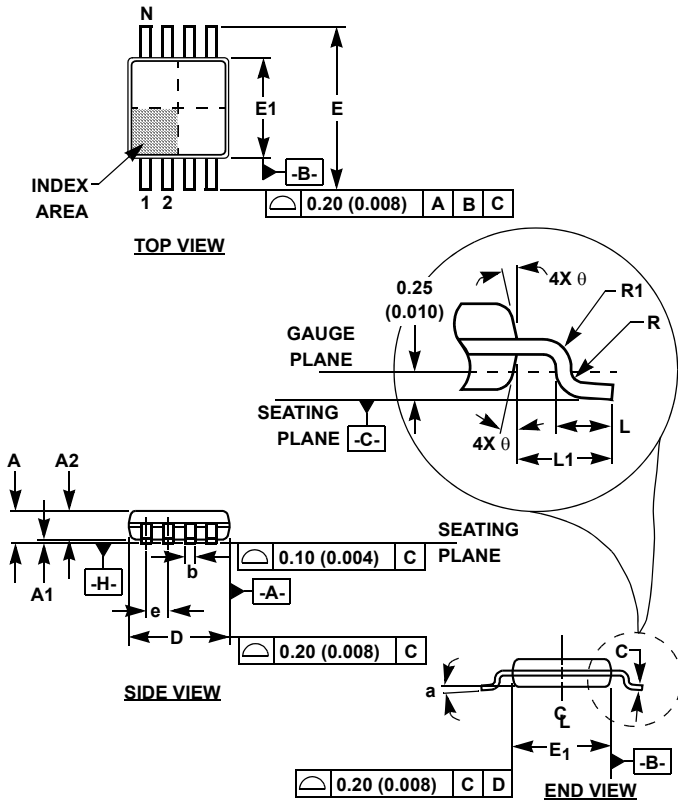 N
E1
E
-B-
INDEX
AREA
1 2
0.20 (0.008) A B C
TOP VIEW
0.25
(0.010)
4X θ
R1
R
GAUGE
PLANE
SEATING
PLANE
-C-
4X θ
L
L1
A A2
SEATING
PLANE
A1
-H-
b
0.10 (0.004) C
-A-
e
D
0.20 (0.008) C
SIDE VIEW
C
a
CL
E1
-B-
0.20 (0.008) C D
END VIEW